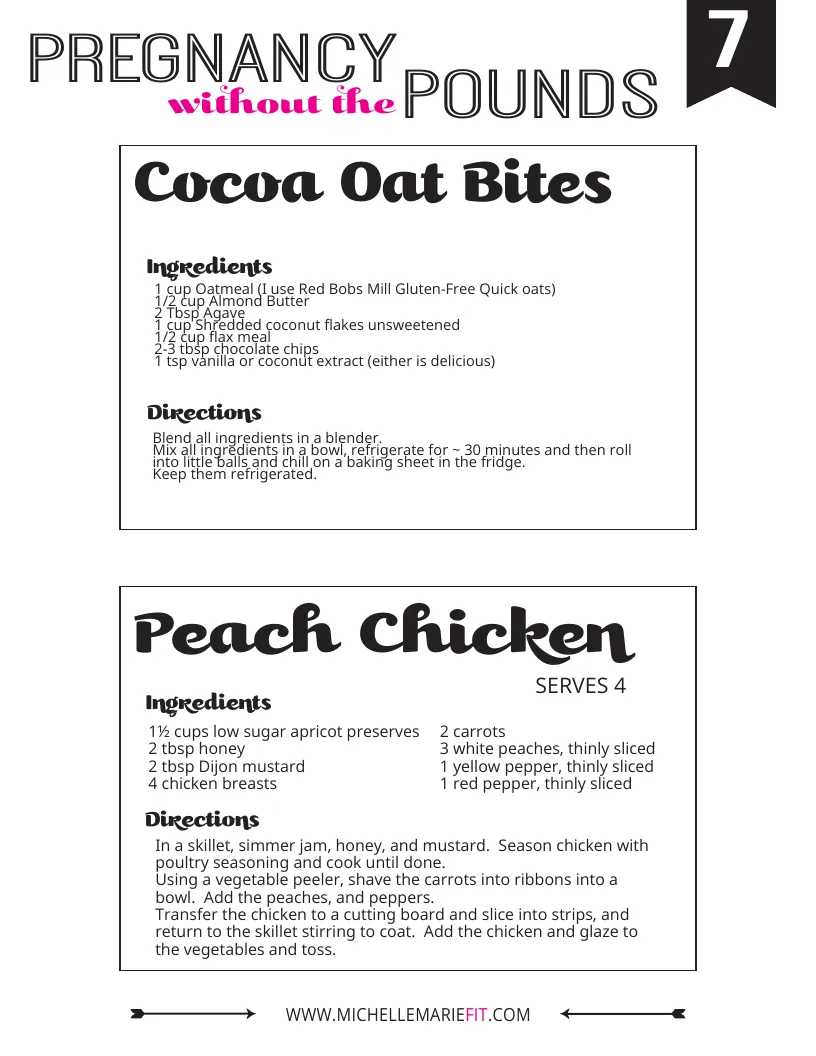 PREGNANCY
without the POUNDS
7
Cocoa Oat Bites
Ingredients
1 cup Oatmeal (I use Red Bobs Mill Gluten-Free Quick oats)
1/2 cup Almond Butter
2 Tbsp Agave
1 cup Shredded coconut flakes unsweetened
1/2 cup flax meal
2-3 tbsp chocolate chips
1 tsp vanilla or coconut extract (either is delicious)
Directions
Blend all ingredients in a blender.
Mix all ingredients in a bowl, refrigerate for ~ 30 minutes and then roll
into little balls and chill on a baking sheet in the fridge.
Keep them refrigerated.
Peach Chicken
SERVES 4
Ingredients
1½ cups low sugar apricot preserves
2 tbsp honey
2 tbsp Dijon mustard
4 chicken breasts
2 carrots
3 white peaches, thinly sliced
1 yellow pepper, thinly sliced
1 red pepper, thinly sliced
Directions
In a skillet, simmer jam, honey, and mustard.  Season chicken with
poultry seasoning and cook until done.
Using a vegetable peeler, shave the carrots into ribbons into a
bowl.  Add the peaches, and peppers.
Transfer the chicken to a cutting board and slice into strips, and
return to the skillet stirring to coat.  Add the chicken and glaze to
the vegetables and toss.
WWW.MICHELLEMARIEFIT.COM